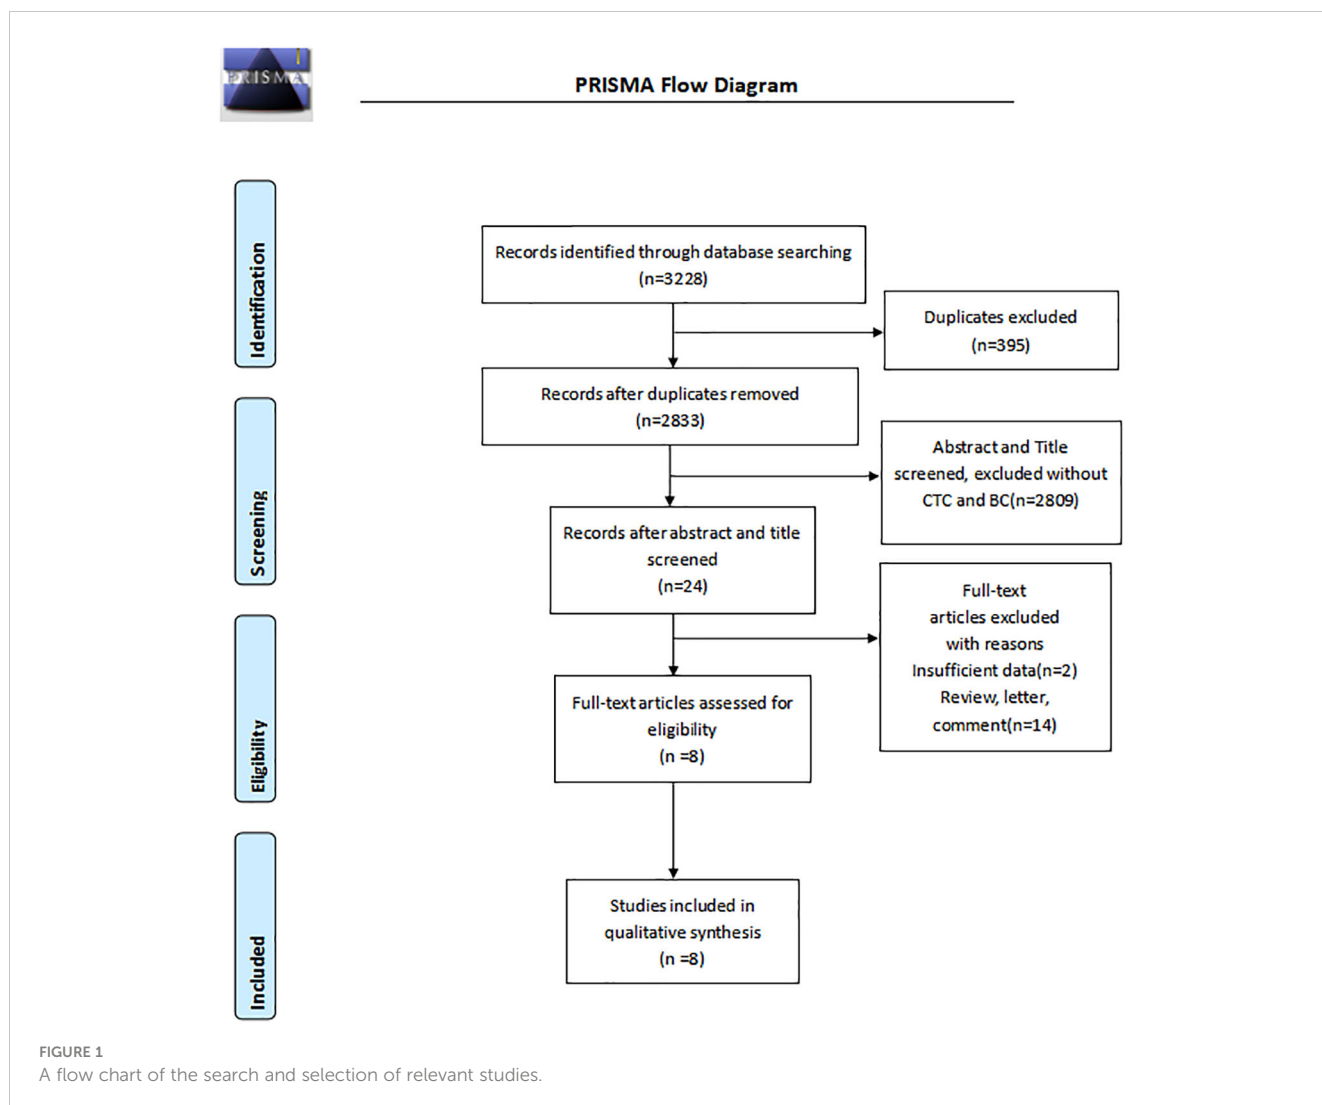 PRISMA
PRISMA Flow Diagram
Identification
Records identified through database searching
(n=3228)
Duplicates excluded
(n=395)
Records after duplicates removed
(n=2833)
Screening
Abstract and Title
screened, excluded without
CTC and BC(n=2809)
Records after abstract and title
screened
(n=24)
Full-text
articles excluded
with reasons
Insufficient data(n=2)
Review, letter,
comment(n=14)
Eligibility
Full-text articles assessed for
eligibility
(n =8)
Included
Studies included in
qualitative synthesis
(n =8)
FIGURE 1
A flow chart of the search and selection of relevant studies.